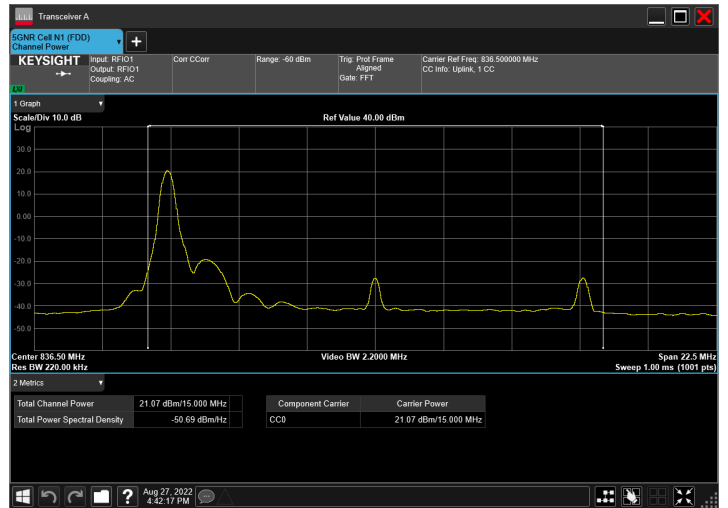 Transceiver A
5GNR Cell N1 (FDD)
Channel Power
KEYSIGHT
LXI
Input: RFIO1
Output: RFIO1
Coupling: AC
Corr CCorr
Range: -60 dBm
Trig: Prot Frame
Aligned
Gate: FFT
Carrier Ref Freq: 836.500000 MHz
CC Info: Uplink, 1 CC
1 Graph
Scale/Div 10.0 dB
Ref Value 40.00 dBm
Log
30.0
20.0
10.0
0.00
-10.0
-20.0
-30.0
-40.0
-50.0
Center 836.50 MHz
Video BW 2.2000 MHz
Span 22.5 MHz
Res BW 220.00 kHz
Sweep 1.00 ms (1001 pts)
2 Metrics
Total Channel Power 21.07 dBm/15.000 MHz
Total Power Spectral Density -50.69 dBm/Hz
Component Carrier Carrier Power
CC0 21.07 dBm/15.000 MHz
?
Aug 27, 2022
4:42:17 PM